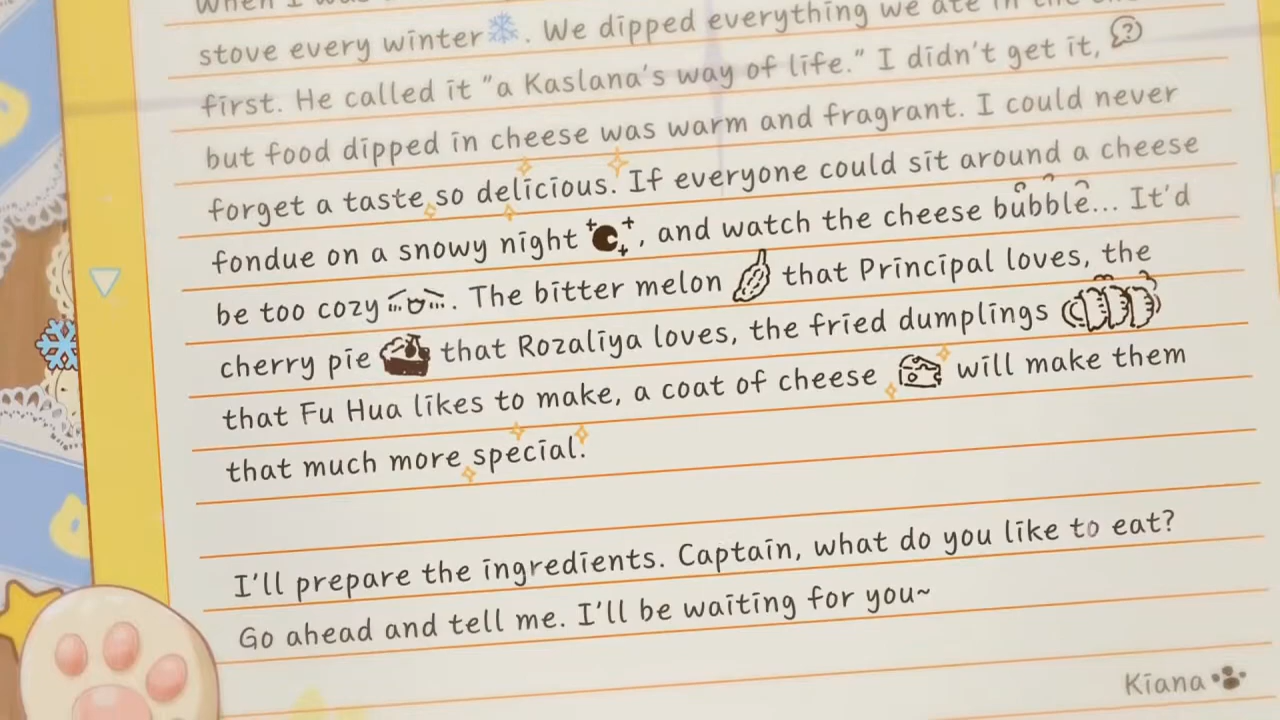 When I was
stove every winter. We dipped everything we ate in the
first. He called it "a Kaslana's way of life." I didn't get it,
but food dipped in cheese was warm and fragrant. I could never
forget a taste so delicious. If everyone could sit around a cheese
fondue on a snowy night, and watch the cheese bubble... It'd
be too cozy. The bitter melon that Principal loves, the
cherry pie that Rozaliya loves, the fried dumplings
that Fu Hua likes to make, a coat of cheese will make them
that much more special.
I'll prepare the ingredients. Captain, what do you like to eat?
Go ahead and tell me. I'll be waiting for you~
Kiana